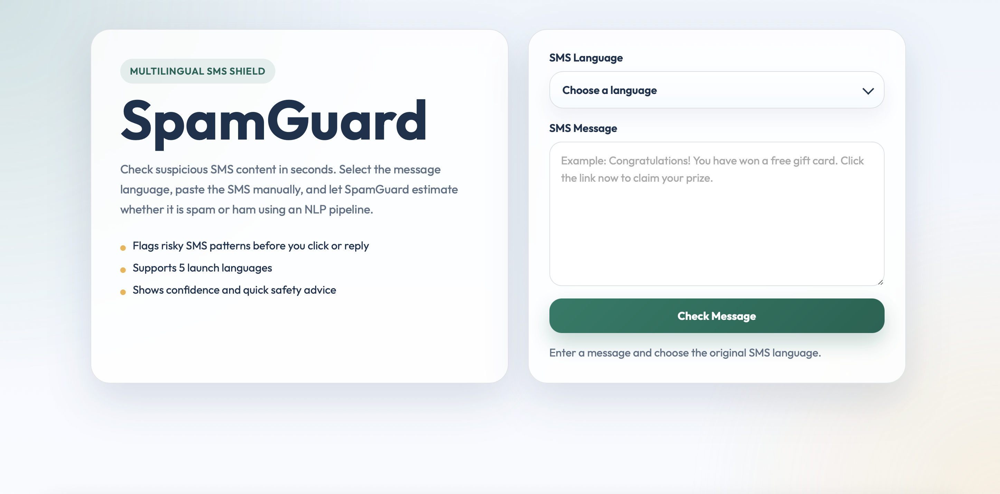 MULTILINGUAL SMS SHIELD
SpamGuard
Check suspicious SMS content in seconds. Select the message
language, paste the SMS manually, and let SpamGuard estimate
whether it is spam or ham using an NLP pipeline.
Flags risky SMS patterns before you click or reply
Supports 5 launch languages
Shows confidence and quick safety advice
SMS Language
Choose a language
SMS Message
Example: Congratulations! You have won a free gift card. Click
the link now to claim your prize.
Check Message
Enter a message and choose the original SMS language.